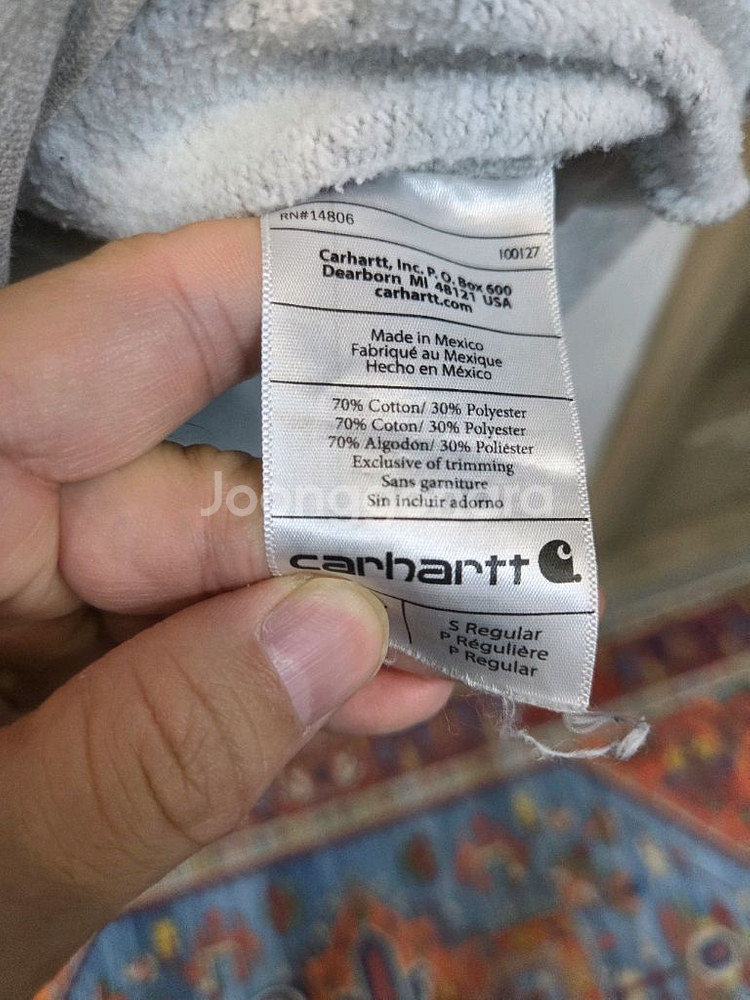 RN#14806
100127
Carhartt, Inc. P.O. Box 600
Dearborn MI 48121 USA
carhartt.com
Made in Mexico
Fabriqué au Mexique
Hecho en México
70% Cotton/ 30% Polyester
70% Coton/ 30% Polyester
70% Algodón/ 30% Poliéster
Exclusive of trimming
Sans garniture
Sin incluir adorno
carhartt
S Regular
P Régulière
P Regular